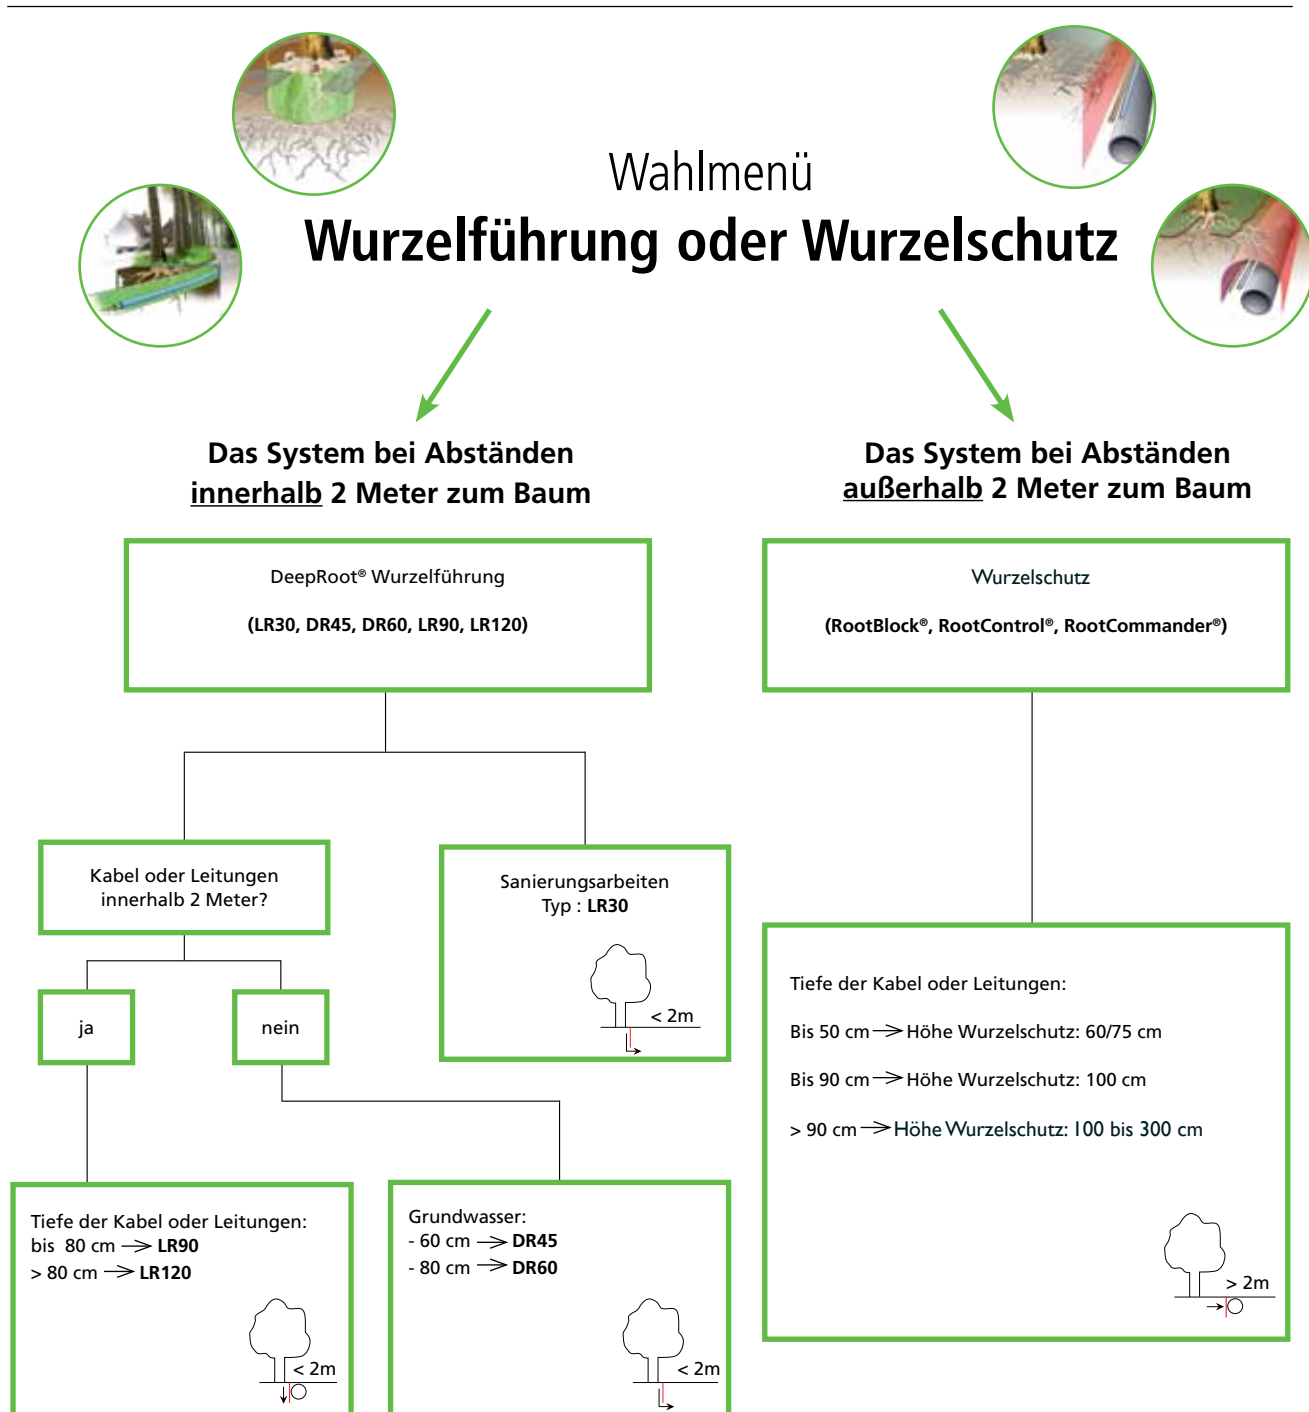 Wahlmenü
Wurzelführung oder Wurzelschutz
Das System bei Abständen
innerhalb 2 Meter zum Baum
DeepRoot® Wurzelführung
(LR30, DR45, DR60, LR90, LR120)
Kabel oder Leitungen
innerhalb 2 Meter?
ja
nein
Sanierungsarbeiten
Typ : LR30
< 2m
Tiefe der Kabel oder Leitungen:
bis 80 cm → LR90
> 80 cm → LR120
< 2m
Grundwasser:
- 60 cm → DR45
- 80 cm → DR60
< 2m
Das System bei Abständen
außerhalb 2 Meter zum Baum
Wurzelschutz
(RootBlock®, RootControl®, RootCommander®)
Tiefe der Kabel oder Leitungen:
Bis 50 cm → Höhe Wurzelschutz: 60/75 cm
Bis 90 cm → Höhe Wurzelschutz: 100 cm
> 90 cm → Höhe Wurzelschutz: 100 bis 300 cm
> 2m